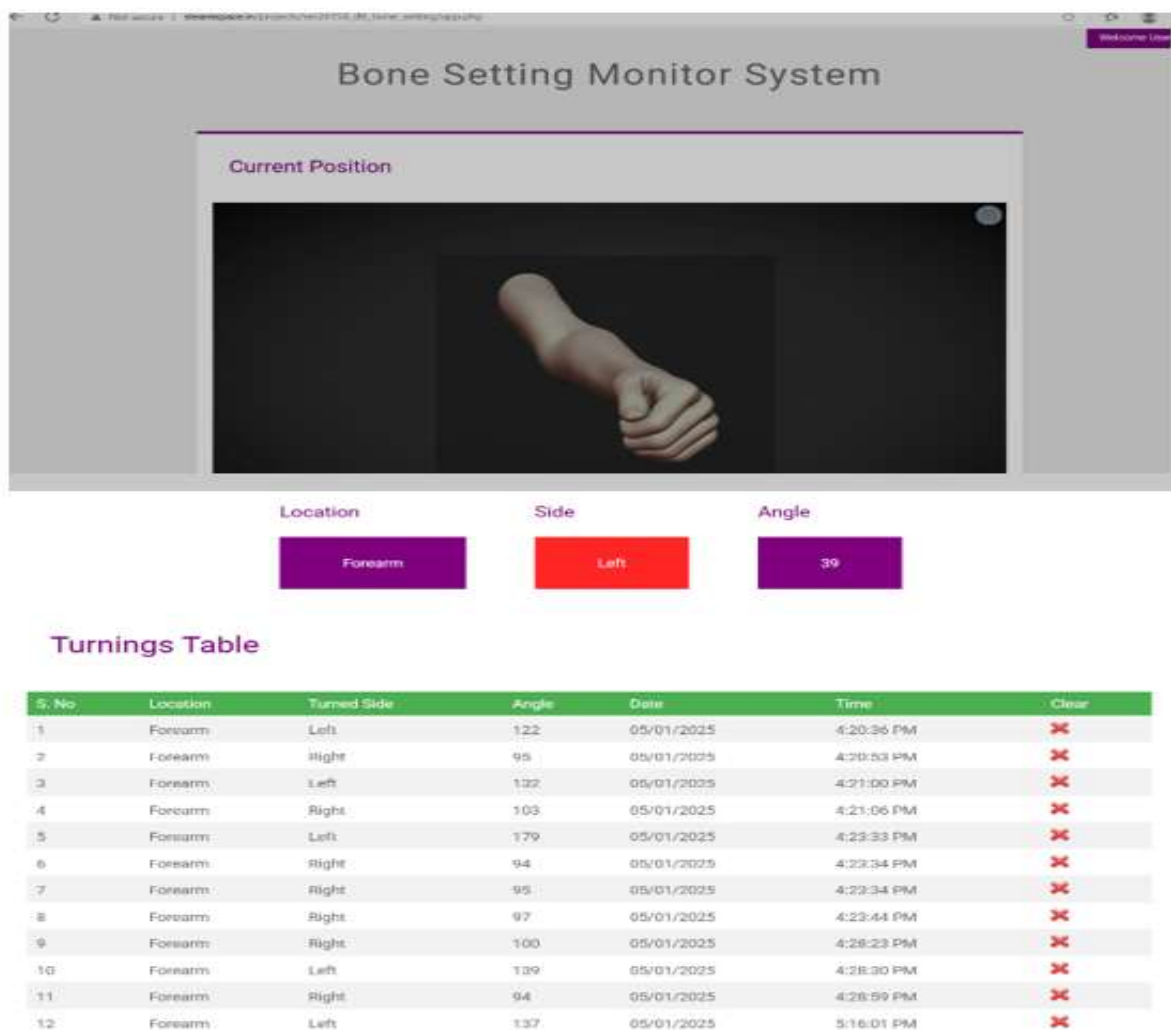 Not secure
Welcome User
Bone Setting Monitor System
Current Position
Location Side Angle
Forearm Left 39
Turnings Table
S. No Location Turned Side Angle Date Time Clear
1 Forearm Left 122 05/01/2025 4:20:36 PM
2 Forearm Right 95 05/01/2025 4:20:53 PM
3 Forearm Left 132 05/01/2025 4:21:00 PM
4 Forearm Right 103 05/01/2025 4:21:06 PM
5 Forearm Left 179 05/01/2025 4:23:33 PM
6 Forearm Right 94 05/01/2025 4:23:34 PM
7 Forearm Right 95 05/01/2025 4:23:34 PM
8 Forearm Right 97 05/01/2025 4:23:44 PM
9 Forearm Right 100 05/01/2025 4:28:23 PM
10 Forearm Left 139 05/01/2025 4:28:30 PM
11 Forearm Right 94 05/01/2025 4:28:59 PM
12 Forearm Left 137 05/01/2025 5:16:01 PM